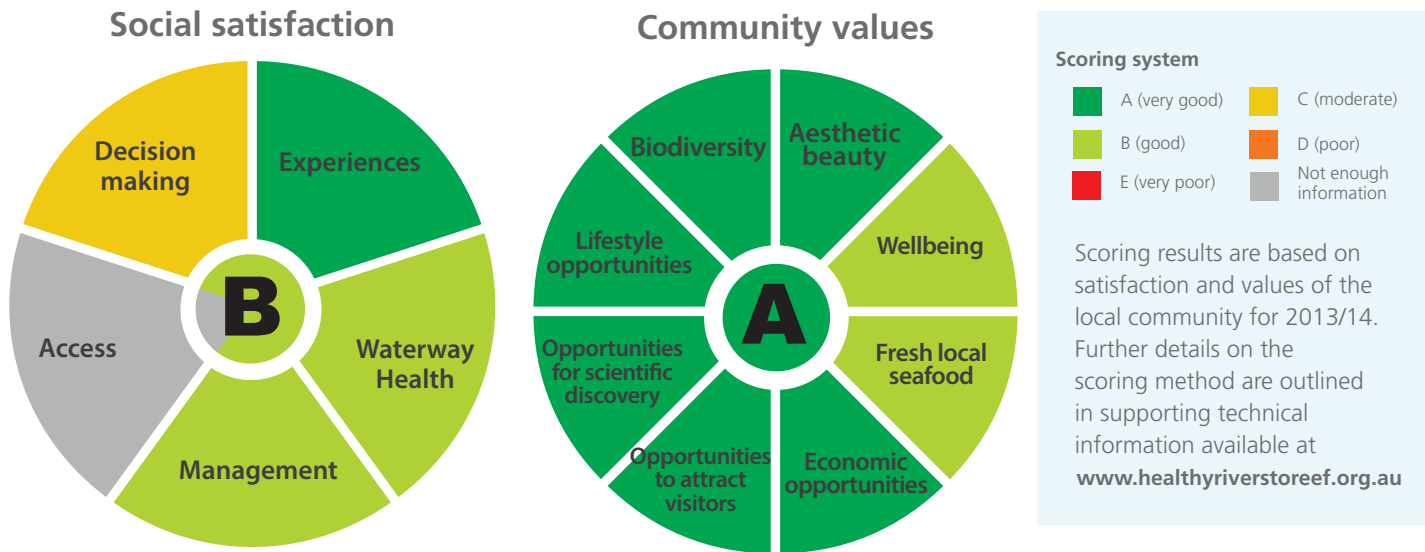 Social satisfaction
Decision
making
Experiences
Access
Waterway
Health
Management
B
Community values
Biodiversity
Aesthetic
beauty
Lifestyle
opportunities
Wellbeing
Opportunities
for scientific
discovery
Fresh local
seafood
Opportunities
to attract
visitors
Economic
opportunities
A
Scoring system
A (very good)
C (moderate)
B (good)
D (poor)
E (very poor)
Not enough
information
Scoring results are based on
satisfaction and values of the
local community for 2013/14.
Further details on the
scoring method are outlined
in supporting technical
information available at
www.healthyriverstoreef.org.au